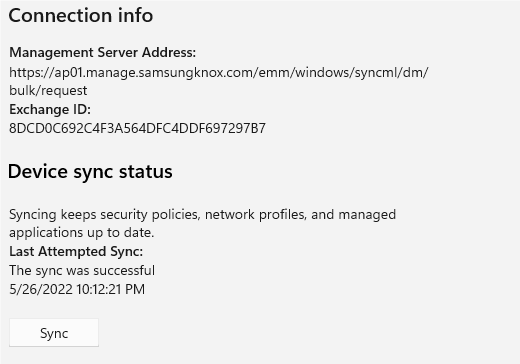 Connection info
Management Server Address:
https://ap01.manage.samsungknox.com/emm/windows/syncml/dm/
bulk/request
Exchange ID:
8DCD0C692C4F3A564DFC4DDF697297B7
Device sync status
Syncing keeps security policies, network profiles, and managed
applications up to date.
Last Attempted Sync:
The sync was successful
5/26/2022 10:12:21 PM
Sync